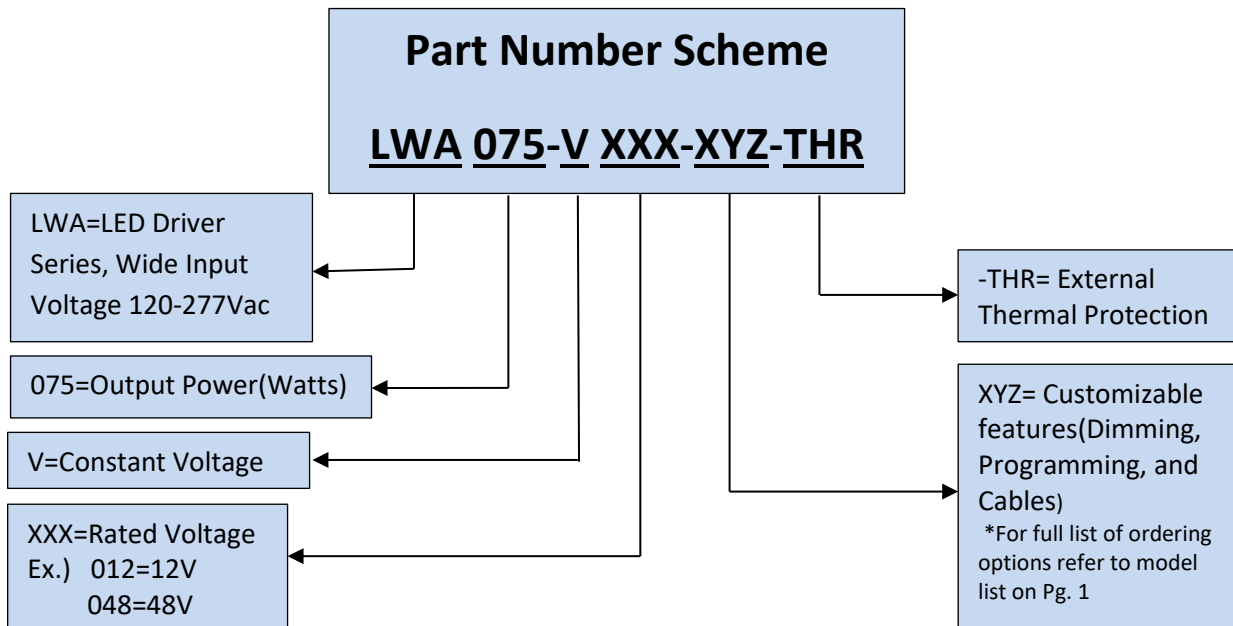 Part Number Scheme
LWA 075-V XXX-XYZ-THR
LWA=LED Driver
Series, Wide Input
Voltage 120-277Vac
075=Output Power(Watts)
V=Constant Voltage
XXX=Rated Voltage
Ex.) 012=12V
048=48V
-THR= External
Thermal Protection
XYZ= Customizable
features(Dimming,
Programming, and
Cables)
*For full list of ordering
options refer to model
list on Pg. 1